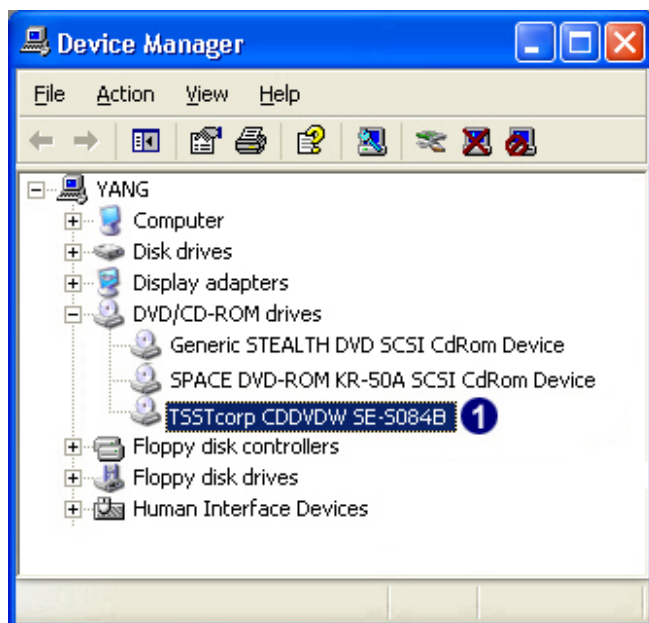 Device Manager
File Action View Help
YANG
Computer
Disk drives
Display adapters
DVD/CD-ROM drives
Generic STEALTH DVD SCSI CdRom Device
SPACE DVD-ROM KR-50A SCSI CdRom Device
TSSTcorp CDDVDW SE-S084B 1
Floppy disk controllers
Floppy disk drives
Human Interface Devices